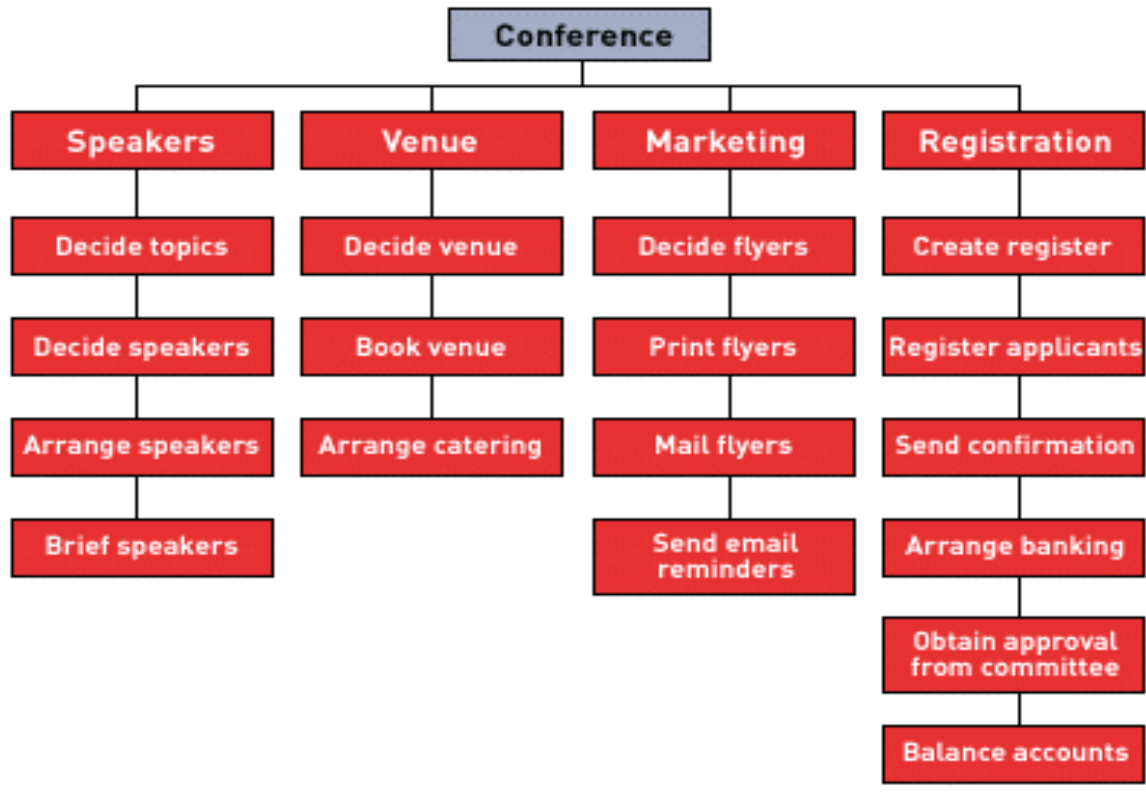 Conference
Speakers
Decide topics
Decide speakers
Arrange speakers
Brief speakers
Venue
Decide venue
Book venue
Arrange catering
Marketing
Decide flyers
Print flyers
Mail flyers
Send email
reminders
Registration
Create register
Register applicants
Send confirmation
Arrange banking
Obtain approval
from committee
Balance accounts